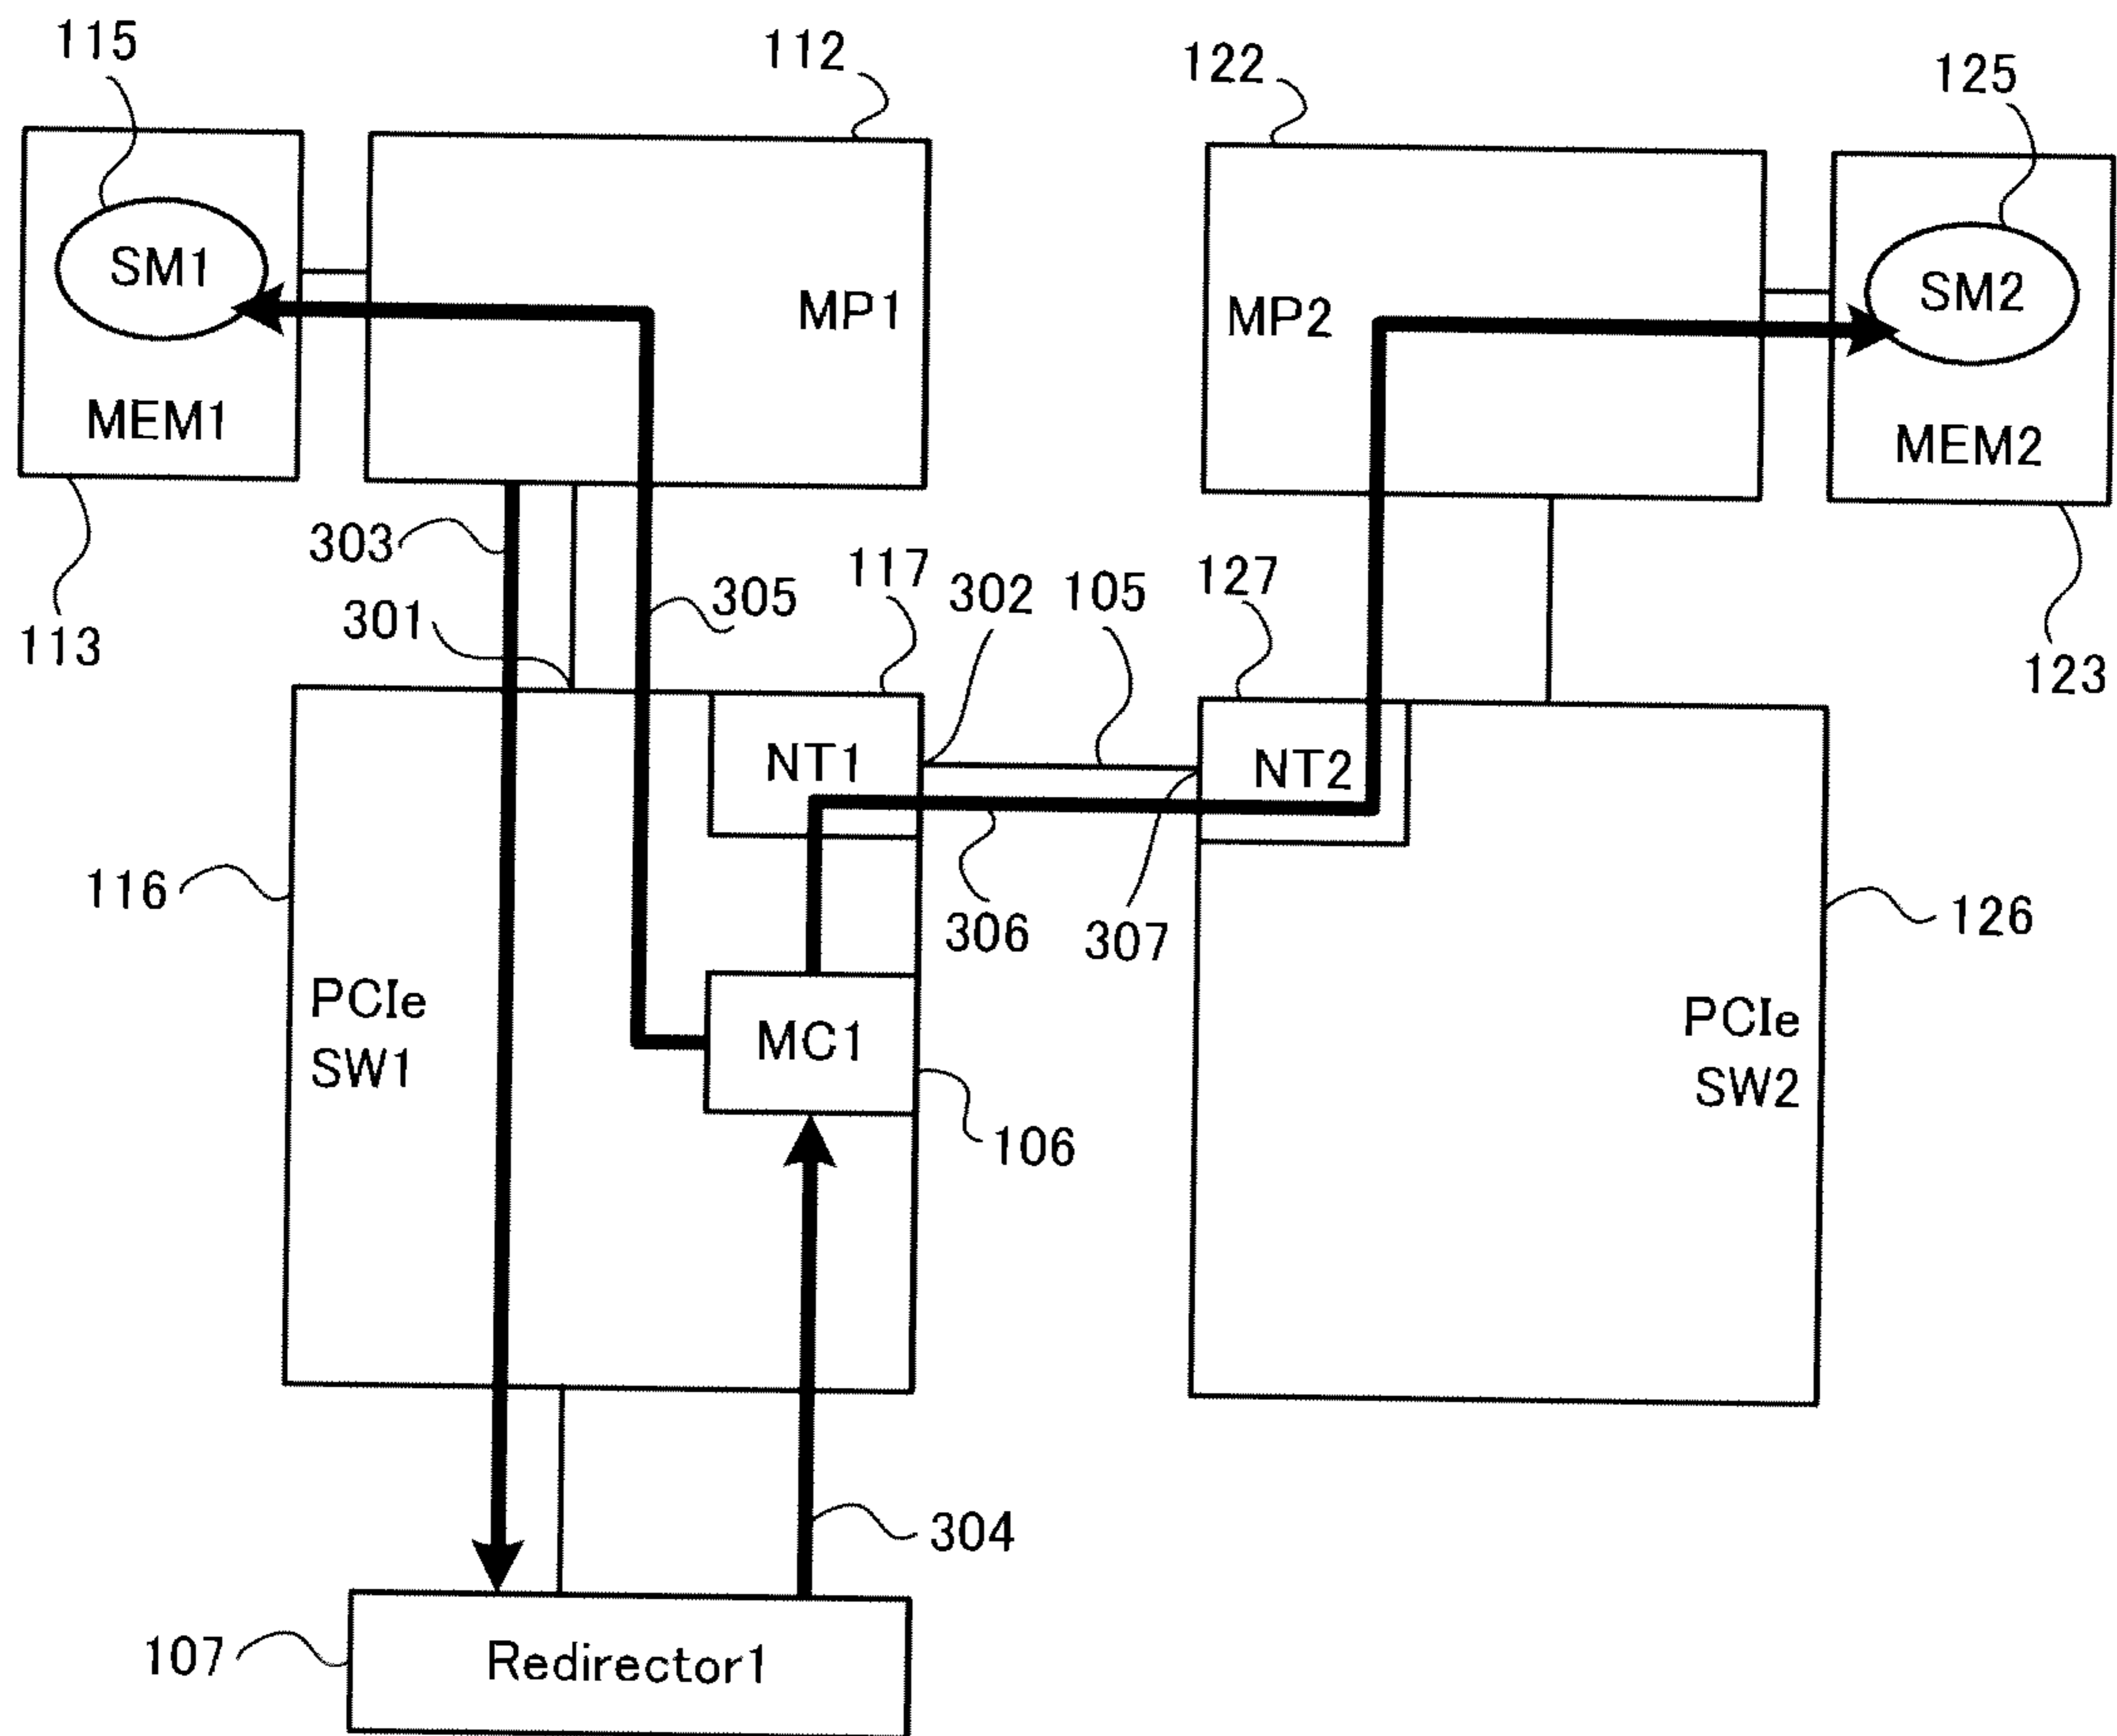 115
112
122
125
SM1
MP1
MP2
SM2
MEM1
MEM2
303
305
117
302
105
127
301
113
123
NT1
NT2
116
306
307
126
PCIe
SW1
MC1
PCIe
SW2
106
304
107
Redirector1